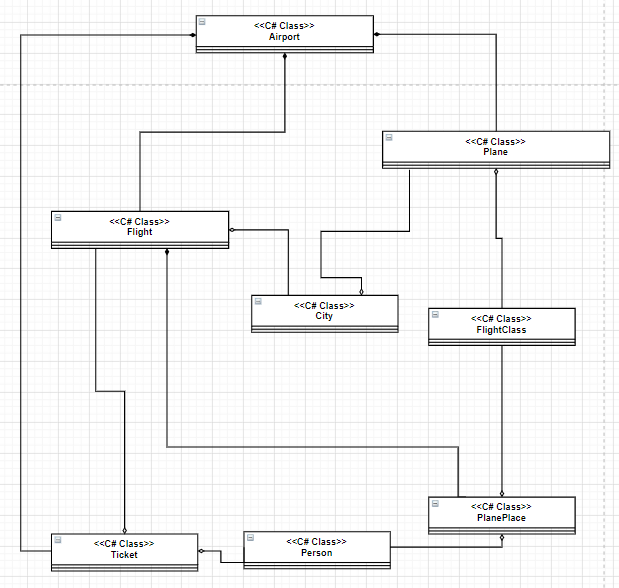 <<C# Class>>
Airport
<<C# Class>>
Plane
<<C# Class>>
Flight
<<C# Class>>
City
<<C# Class>>
FlightClass
<<C# Class>>
PlanePlace
<<C# Class>>
Ticket
<<C# Class>>
Person